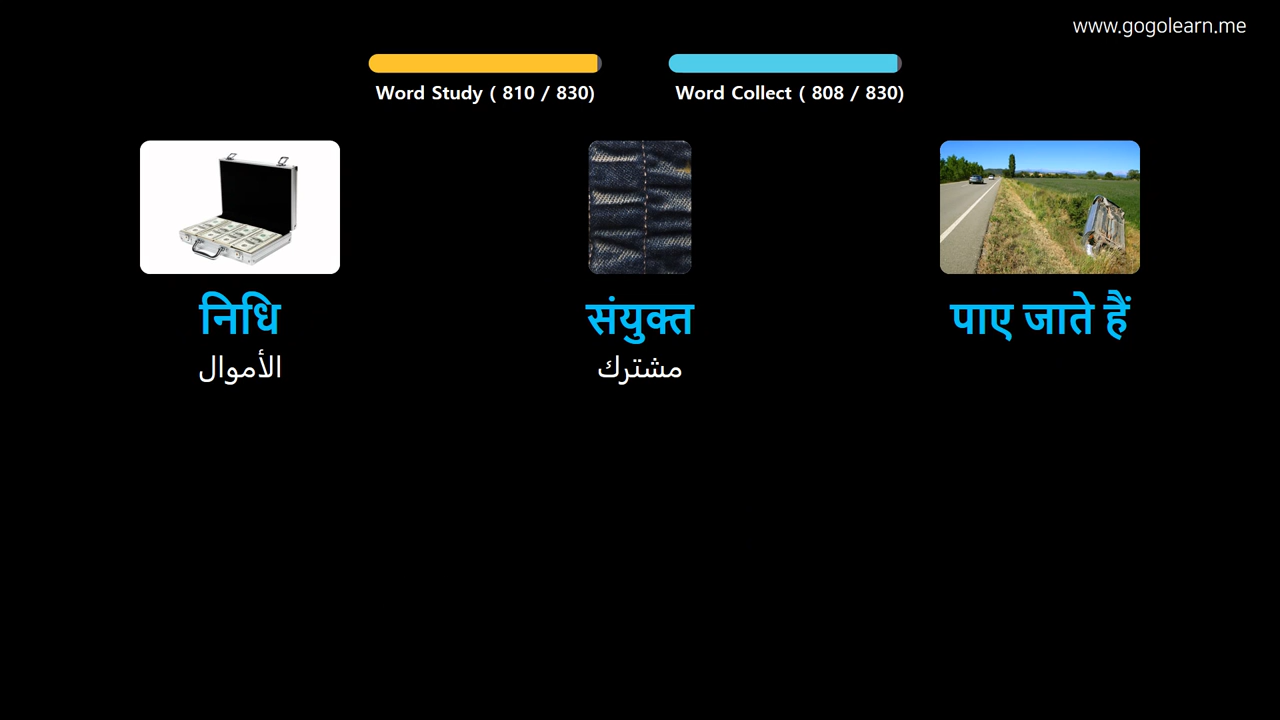 www.gogolearn.me
Word Study ( 810 / 830)
Word Collect ( 808 / 830)
निधि
संयुक्त
पाए जाते हैं
الأموال
مشترك